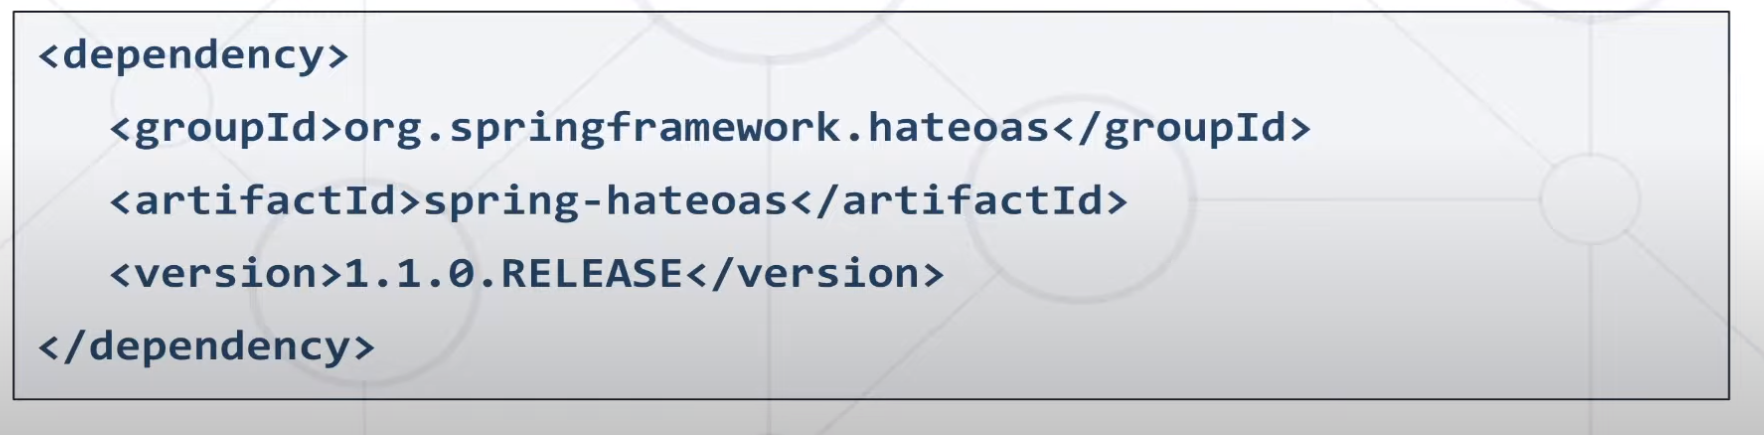 <dependency>
<groupId>org.springframework.hateoas</groupId>
<artifactId>spring-hateoas</artifactId>
<version>1.1.0.RELEASE</version>
</dependency>